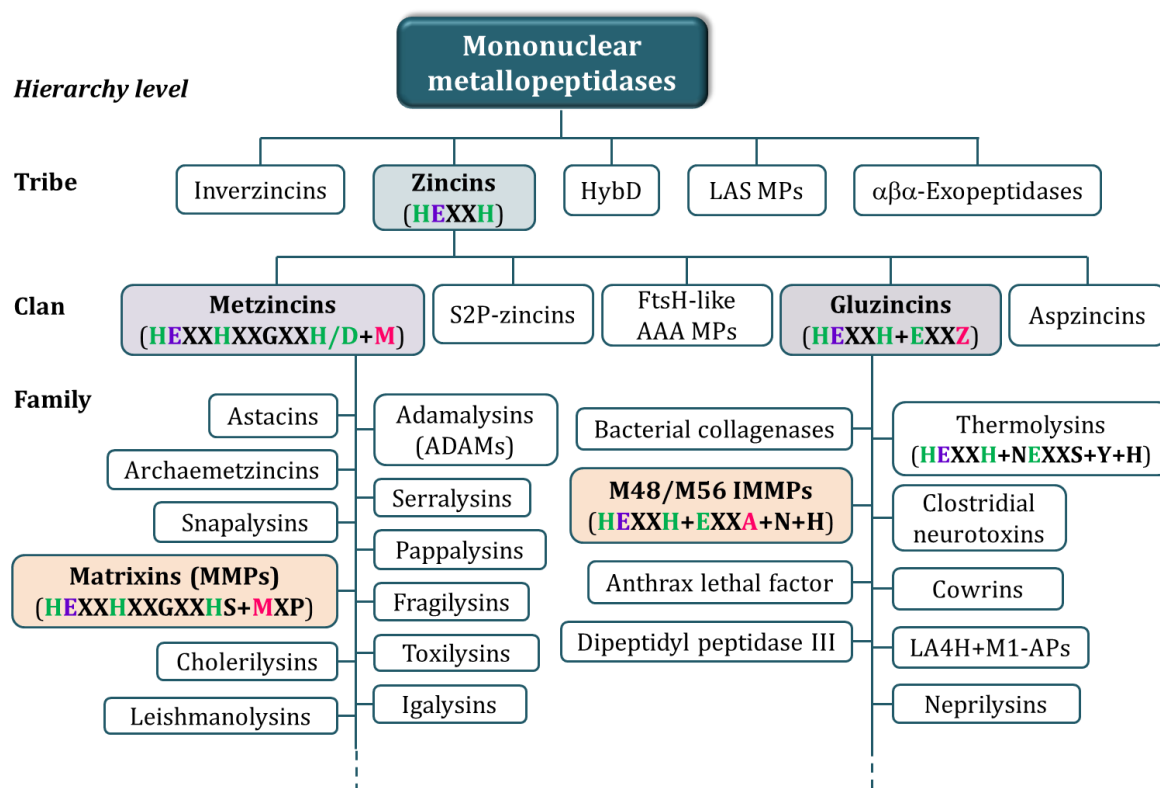 Mononuclear
metallopeptidases
Hierarchy level
Tribe
Inverzincins
Zincins
(HEXXH)
HybD
LAS MPs
αβα-Exopeptidases
Clan
Metzincins
(HEXXHXXGXXH/D+M)
S2P-zincins
FtsH-like
AAA MPs
Gluzincins
(HEXXH+EXXZ)
Aspzincins
Family
Astacins
Archaemetzincins
Snapalysins
Matrixins (MMPs)
(HEXXHXXGXXHS+MXP)
Cholerilysins
Leishmanolysins
Adamalysins
(ADAMs)
Serralysins
Pappalysins
Fragilysins
Toxilysins
Igalysins
Bacterial collagenases
M48/M56 IMMPs
(HEXXH+EXXA+N+H)
Anthrax lethal factor
Dipeptidyl peptidase III
Thermolysins
(HEXXH+NEXXS+Y+H)
Clostridial
neurotoxins
Cowrins
LA4H+M1-APs
Neprilysins